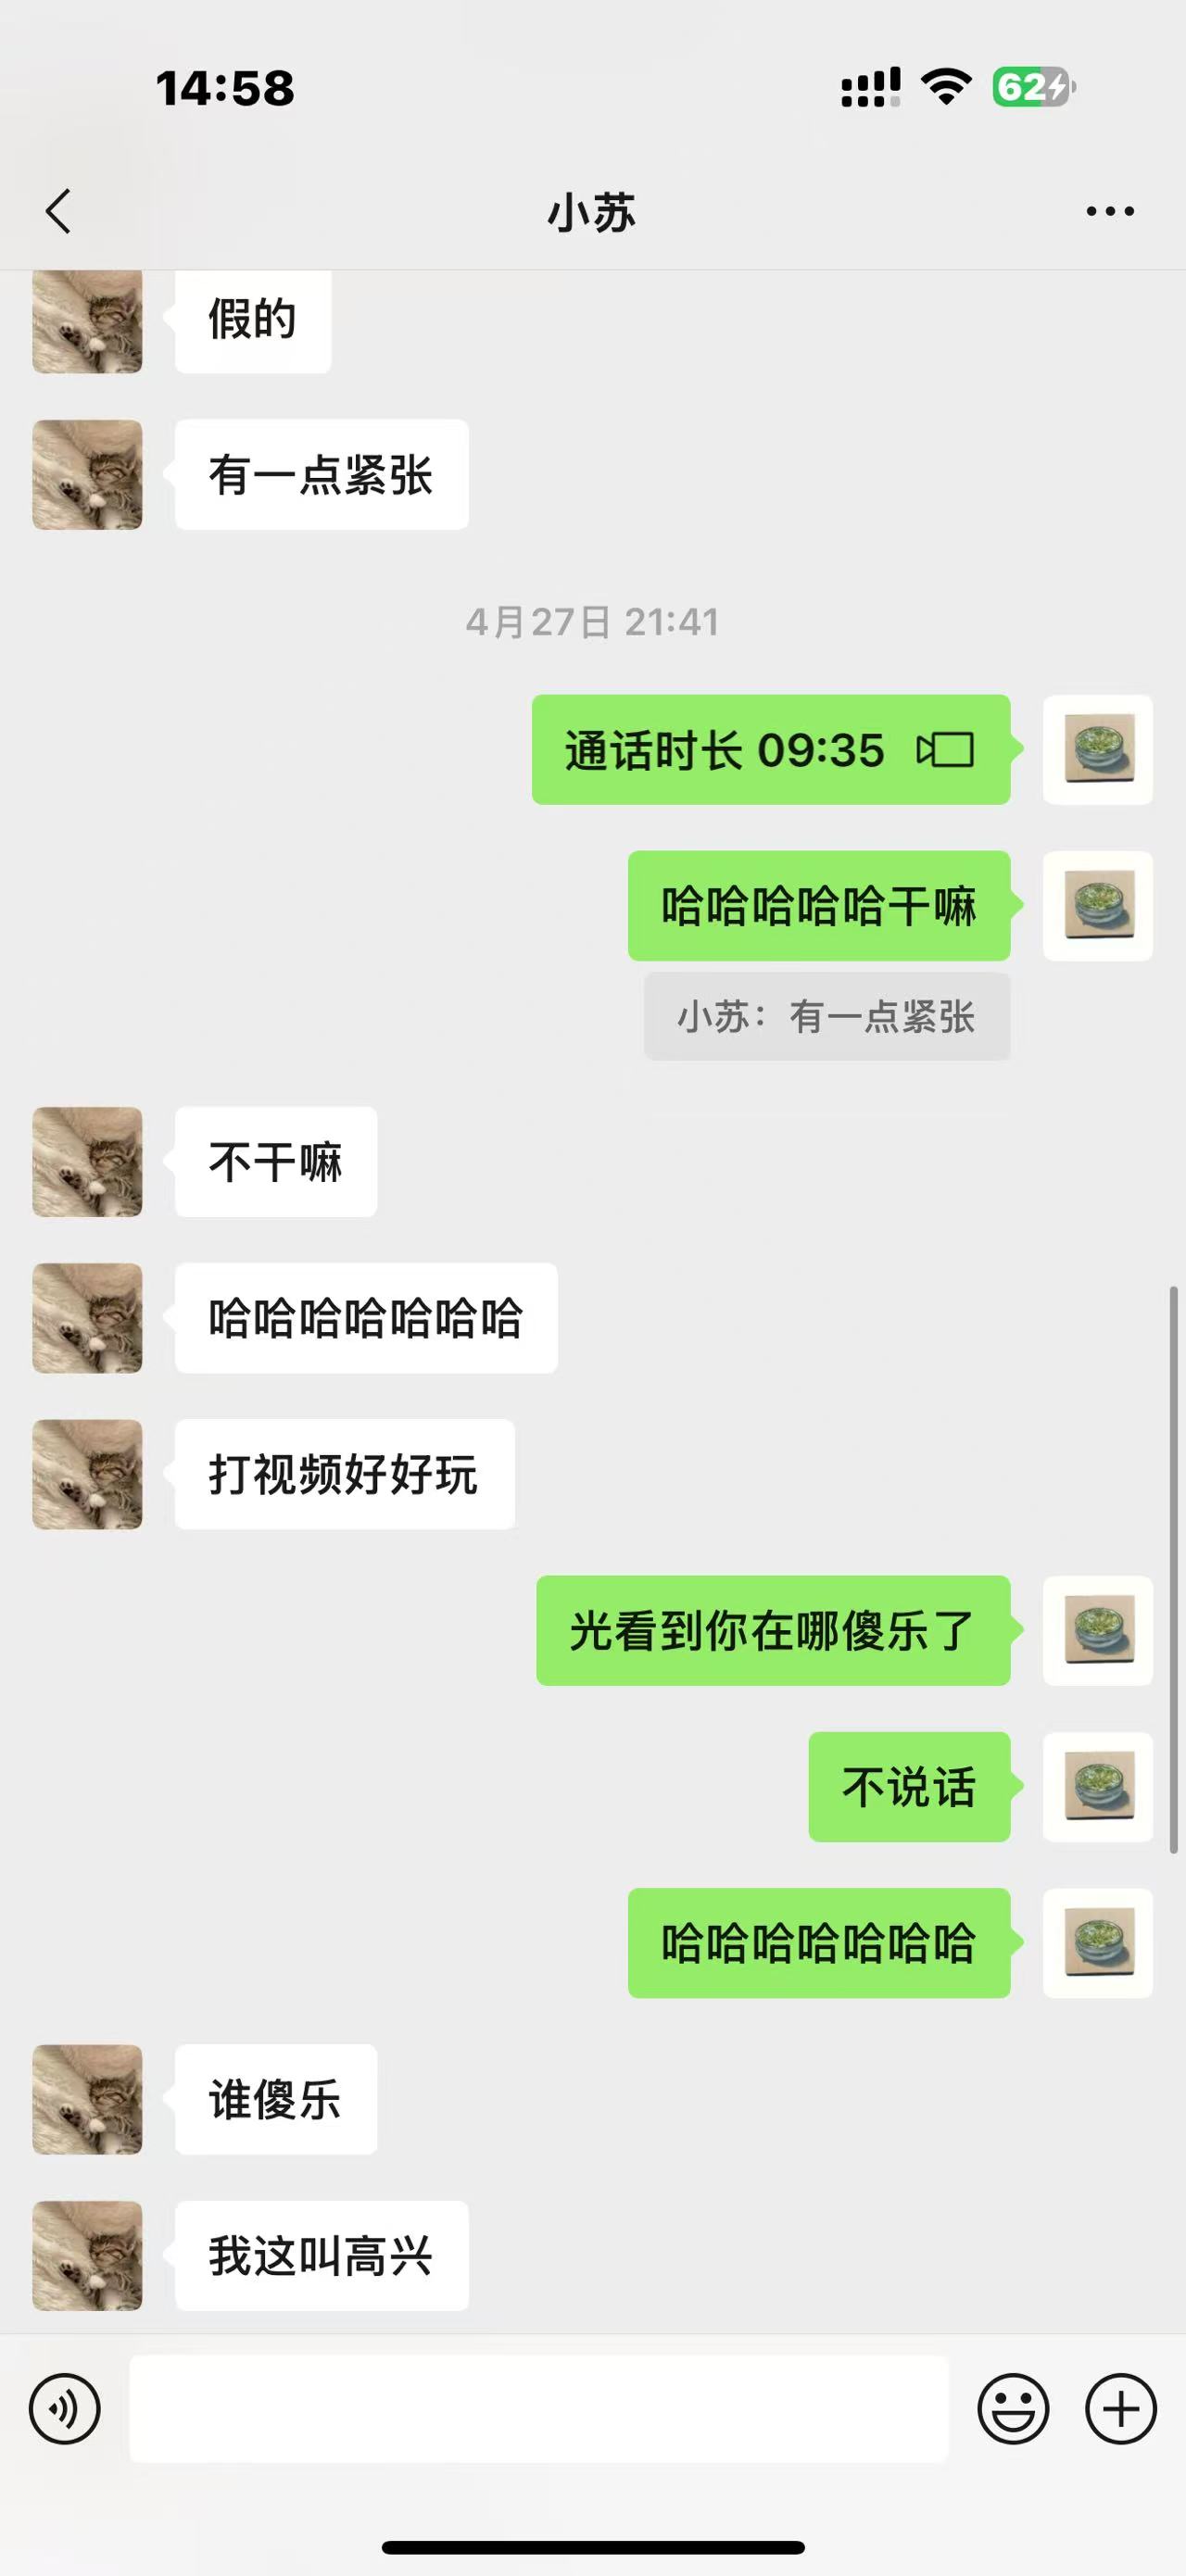 14:58
62
小苏
假的
有一点紧张
4月27日 21:41
通话时长 09:35
哈哈哈哈哈干嘛
小苏：有一点紧张
不干嘛
哈哈哈哈哈哈哈
打视频好好玩
光看到你在哪傻乐了
不说话
哈哈哈哈哈哈哈
谁傻乐
我这叫高兴